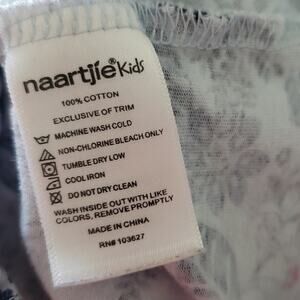 naartjie® Kids
100% COTTON
EXCLUSIVE OF TRIM
MACHINE WASH COLD
NON-CHLORINE BLEACH ONLY
TUMBLE DRY LOW
COOL IRON
DO NOT DRY CLEAN
WASH INSIDE OUT WITH LIKE
COLORS, REMOVE PROMPTLY
MADE IN CHINA
RN# 103627